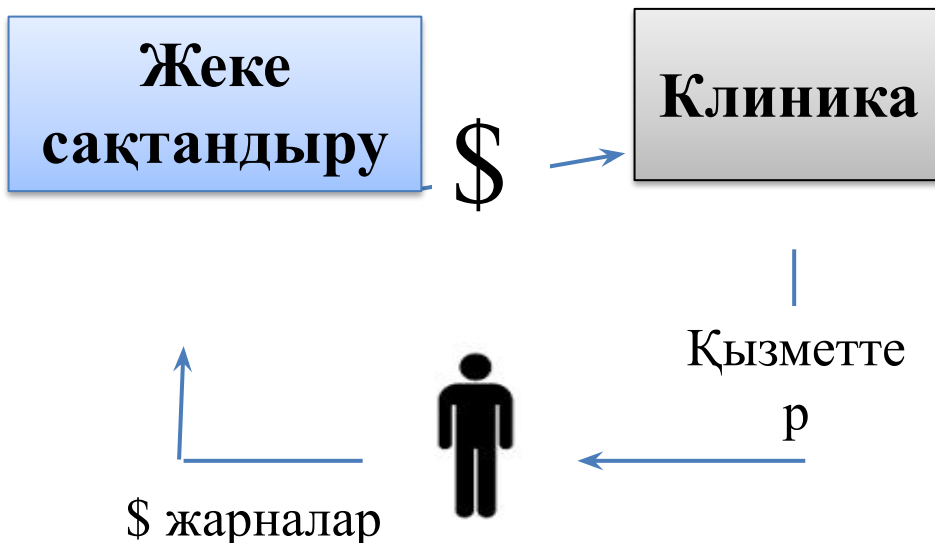 Жеке
сақтандыру
Клиника
$
Қызметте
р
$ жарналар